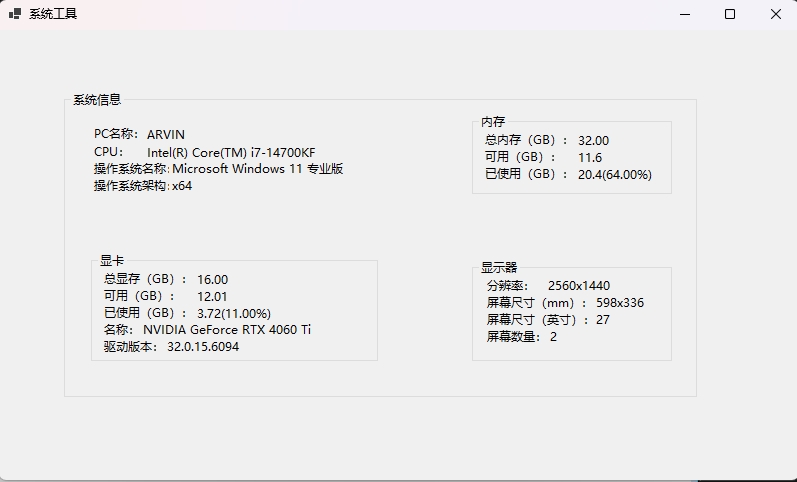 系统工具
系统信息
PC名称： ARVIN
CPU： Intel(R) Core(TM) i7-14700KF
操作系统名称: Microsoft Windows 11 专业版
操作系统架构: x64
内存
总内存（GB）： 32.00
可用（GB）： 11.6
已使用（GB）： 20.4(64.00%)
显卡
总显存（GB）： 16.00
可用（GB）： 12.01
已使用（GB）： 3.72(11.00%)
名称： NVIDIA GeForce RTX 4060 Ti
驱动版本： 32.0.15.6094
显示器
分辨率： 2560x1440
屏幕尺寸（mm）： 598x336
屏幕尺寸（英寸）： 27
屏幕数量： 2